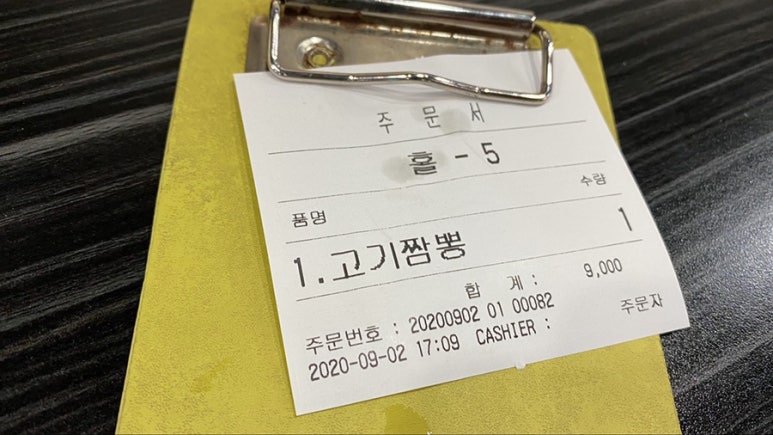 주 문 서
홀 - 5
품명 수량
1.고기짬뽕 1
합 계 : 9,000
주문번호 : 20200902 01 00082 주문자
2020-09-02 17:09 CASHIER :